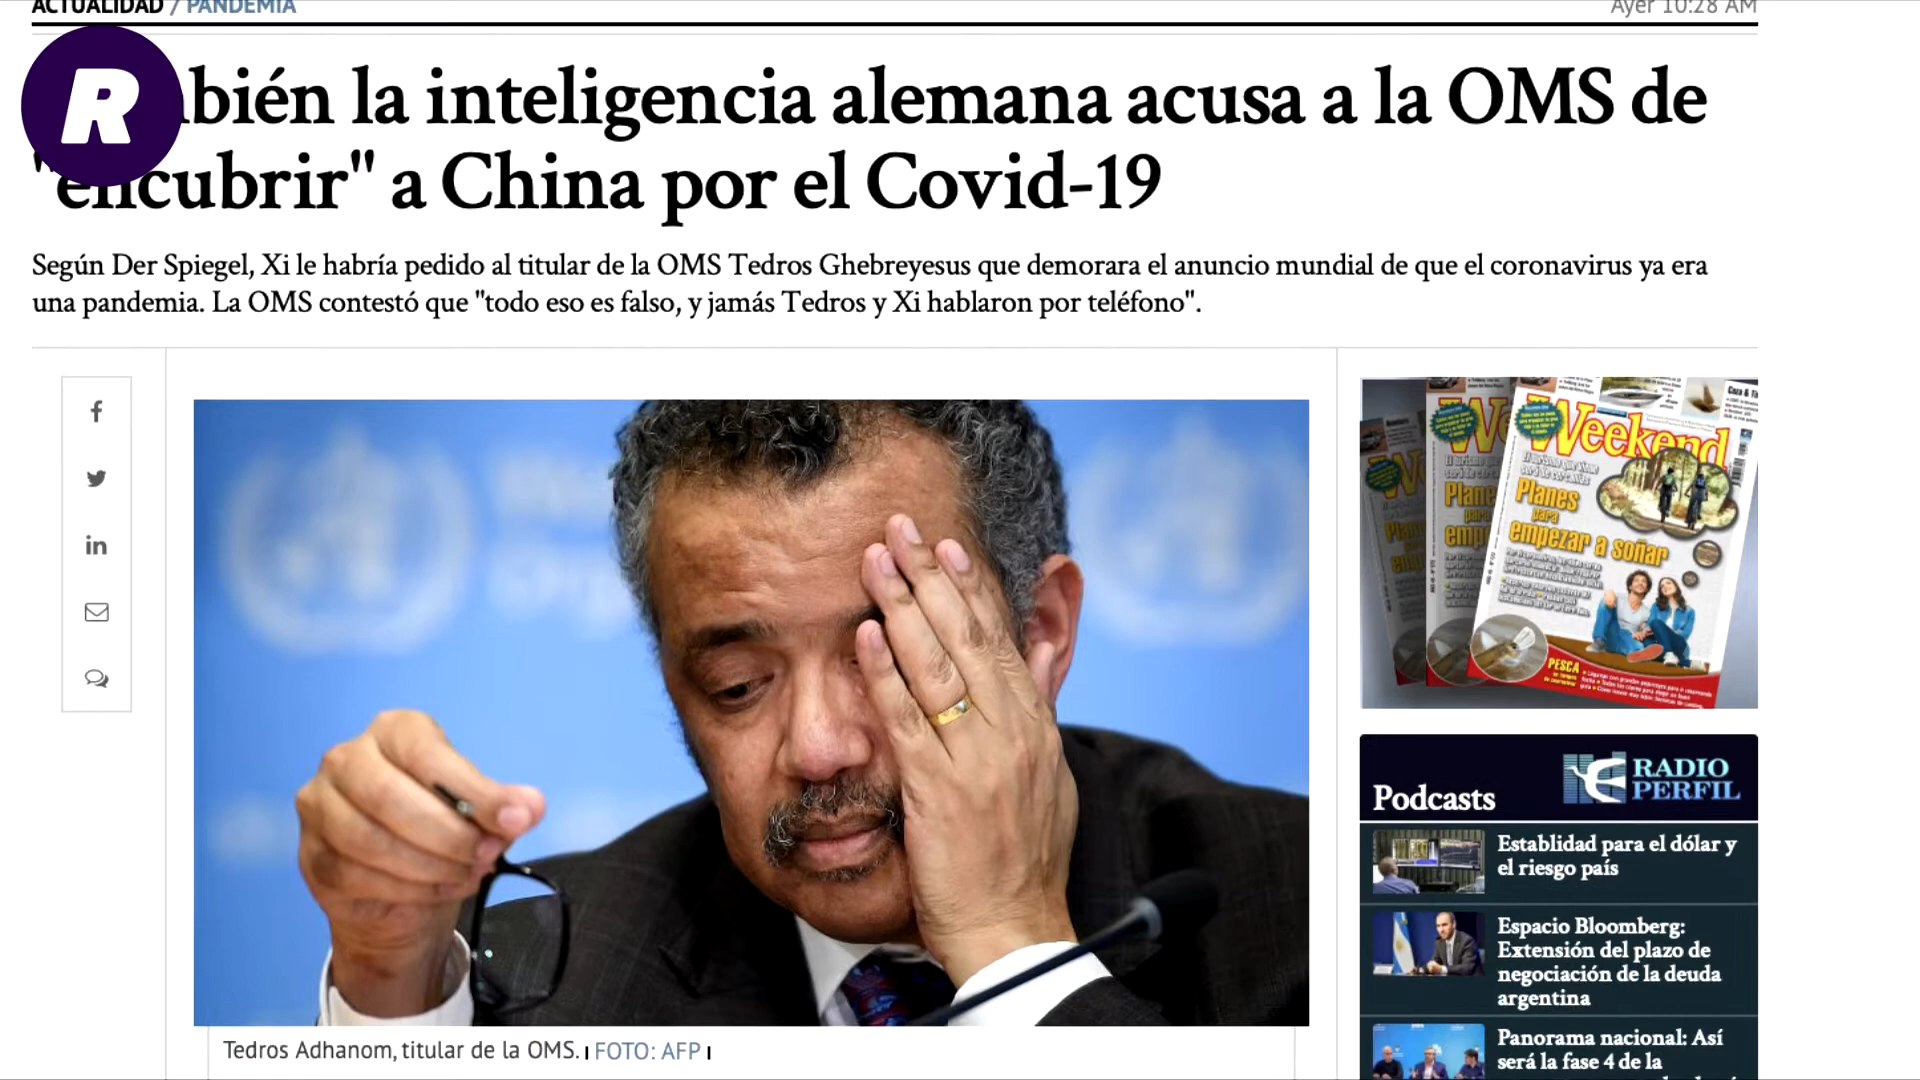 ACTUALIDAD / PANDEMIA
Ayer 10:28 AM
R
bién la inteligencia alemana acusa a la OMS de
"encubrir" a China por el Covid-19
Según Der Spiegel, Xi le habría pedido al titular de la OMS Tedros Ghebreyesus que demorara el anuncio mundial de que el coronavirus ya era
una pandemia. La OMS contestó que "todo eso es falso, y jamás Tedros y Xi hablaron por teléfono".
Weekend
Planes
para
empezar a soñar
PESCA
Podcasts
RADIO
PERFIL
Establidad para el dólar y
el riesgo país
Espacio Bloomberg:
Extensión del plazo de
negociación de la deuda
argentina
Panorama nacional: Así
será la fase 4 de la
Tedros Adhanom, titular de la OMS. | FOTO: AFP |